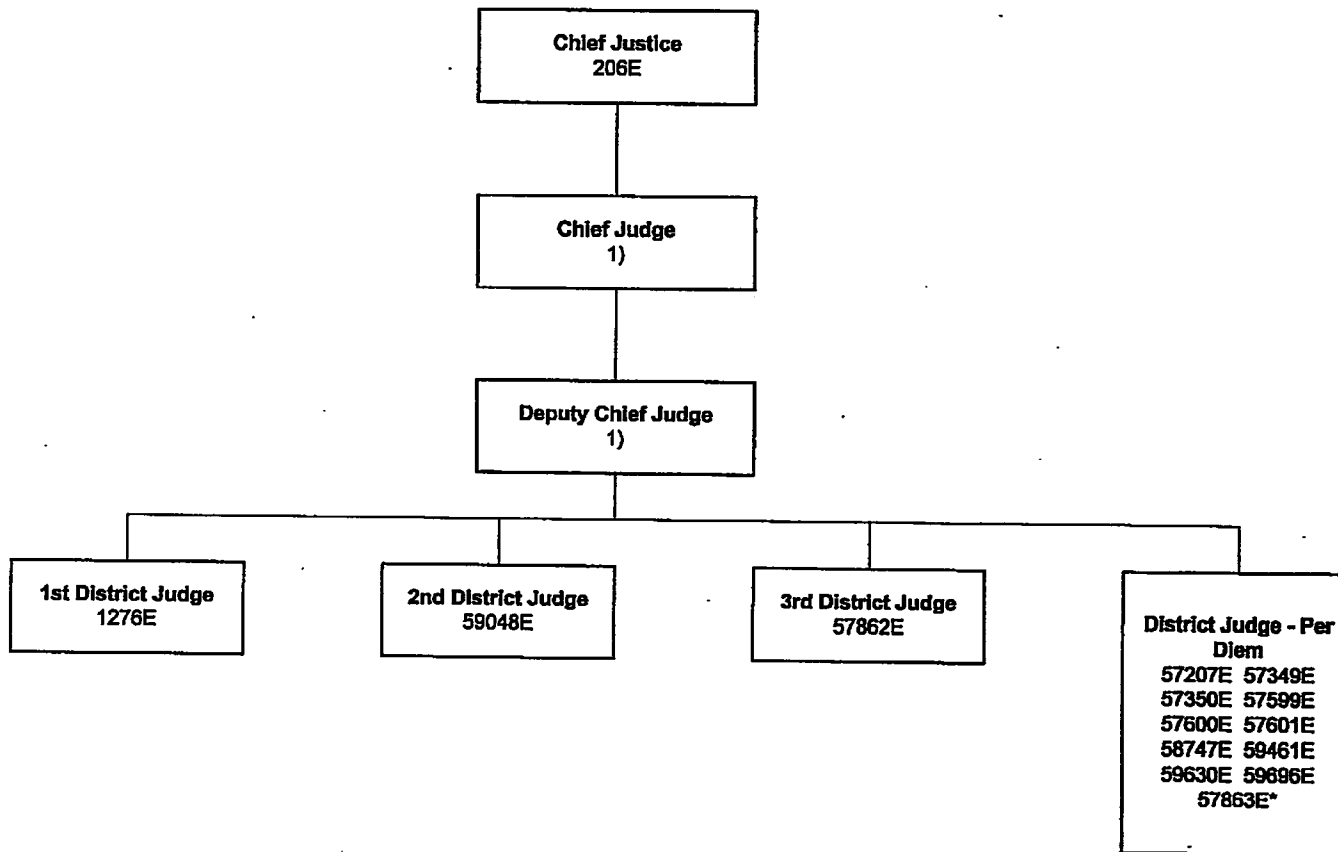 Chief Justice
206E
Chief Judge
1)
Deputy Chief Judge
1)
1st District Judge
1276E
2nd District Judge
59048E
3rd District Judge
57862E
District Judge - Per
Diem
57207E 57349E
57350E 57599E
57600E 57601E
58747E 59461E
59630E 59696E
57863E*